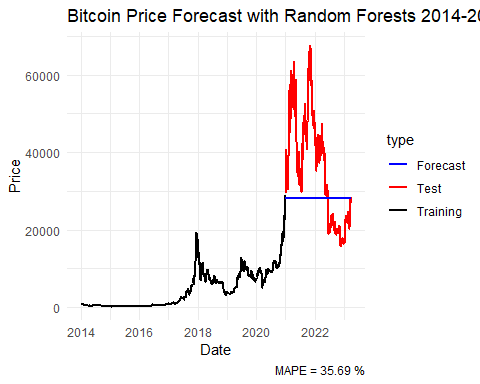 Bitcoin Price Forecast with Random Forests 2014-20
60000
40000
20000
0
Price
2014 2016 2018 2020 2022
Date
type
Forecast
Test
Training
MAPE = 35.69 %